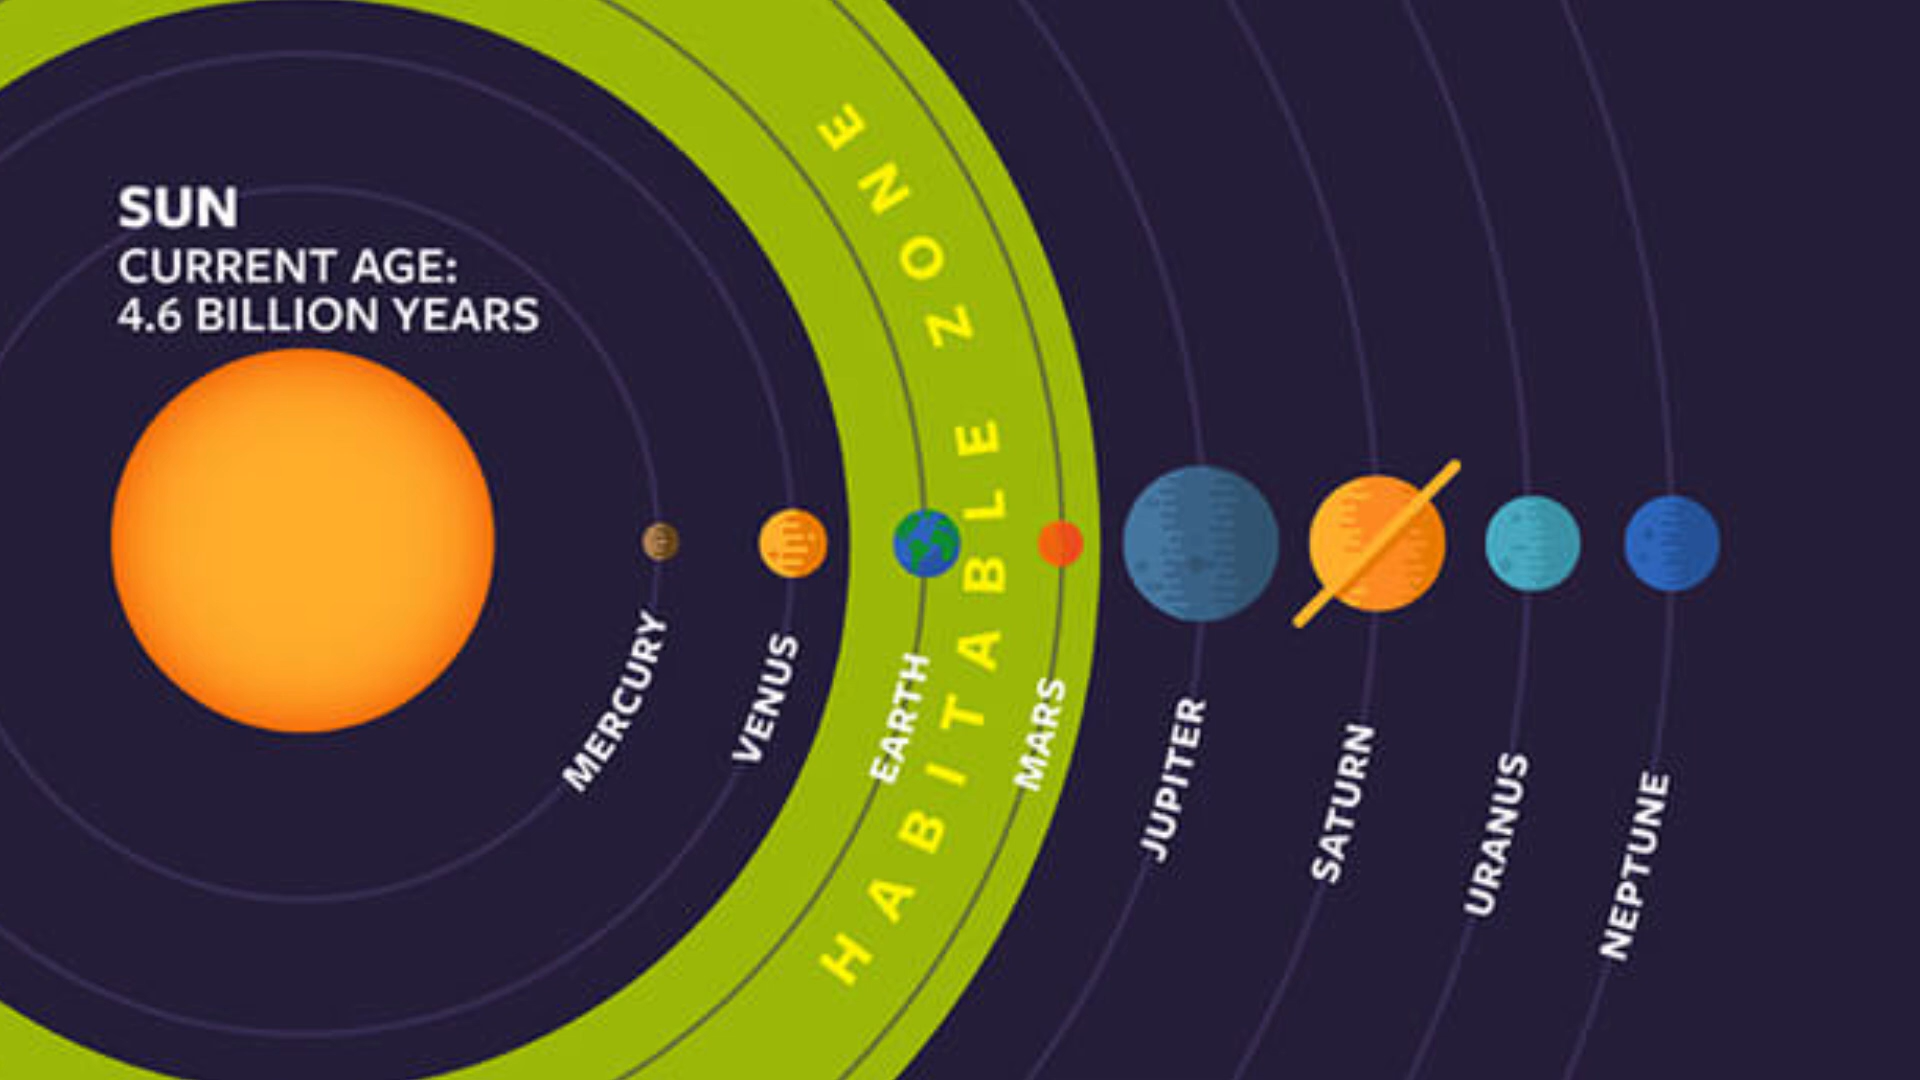 SUN
CURRENT AGE:
4.6 BILLION YEARS
MERCURY
VENUS
EARTH
HABITABLE ZONE
MARS
JUPITER
SATURN
URANUS
NEPTUNE